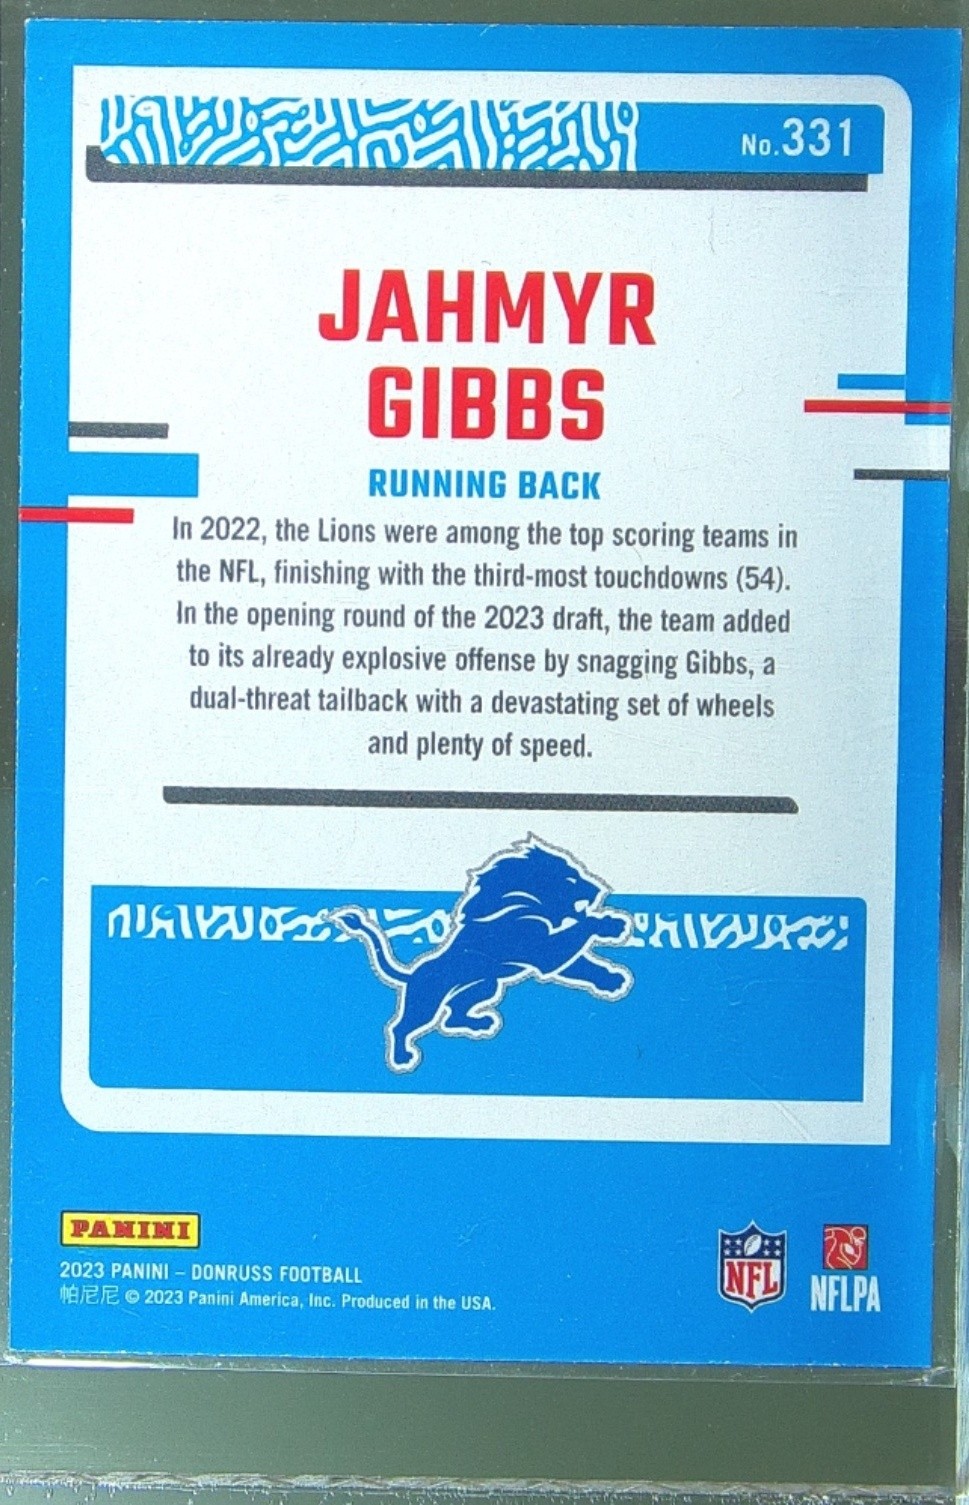 No.331
JAHMYR
GIBBS
RUNNING BACK
In 2022, the Lions were among the top scoring teams in
the NFL, finishing with the third-most touchdowns (54).
In the opening round of the 2023 draft, the team added
to its already explosive offense by snagging Gibbs, a
dual-threat tailback with a devastating set of wheels
and plenty of speed.
PANINI
2023 PANINI – DONRUSS FOOTBALL
帕尼尼 © 2023 Panini America, Inc. Produced in the USA.
NFL
NFLPA